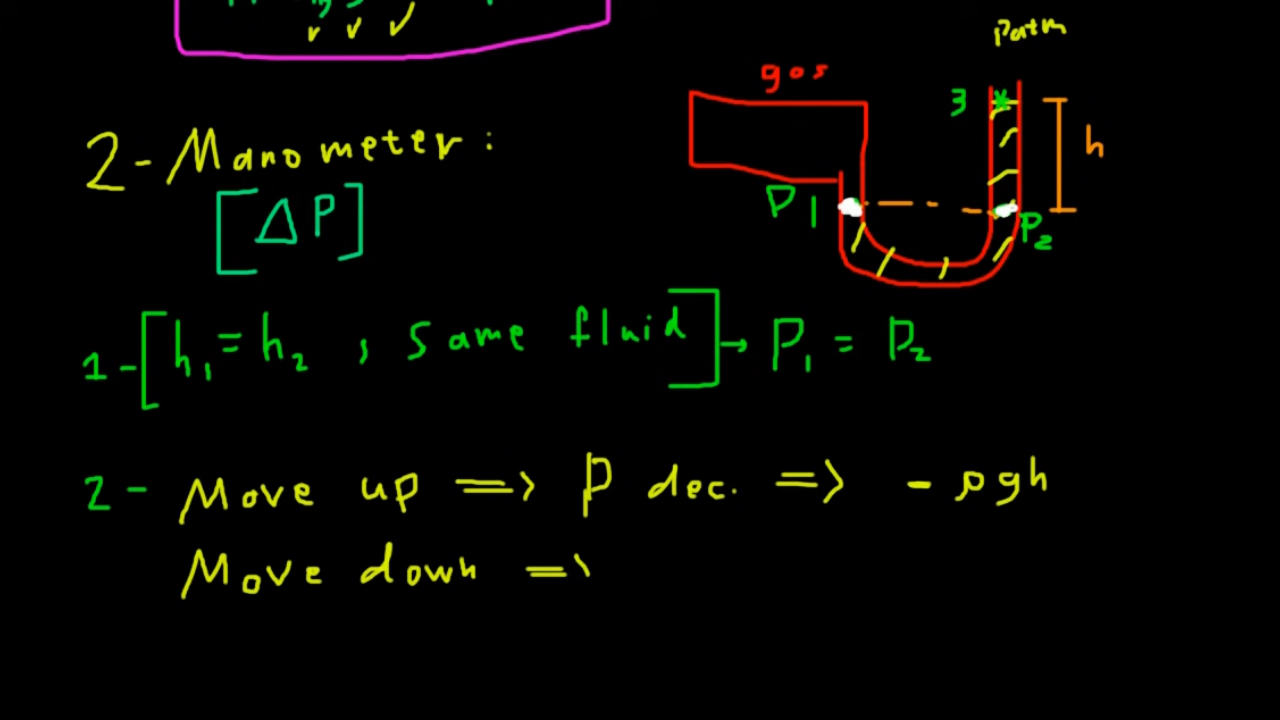 Patm
gas
3
h
2- Manometer:
[ΔP]
P1
P2
1- [h1 = h2 , same fluid] → P1 = P2
2- Move up => P dec. => - ρgh
Move down =>